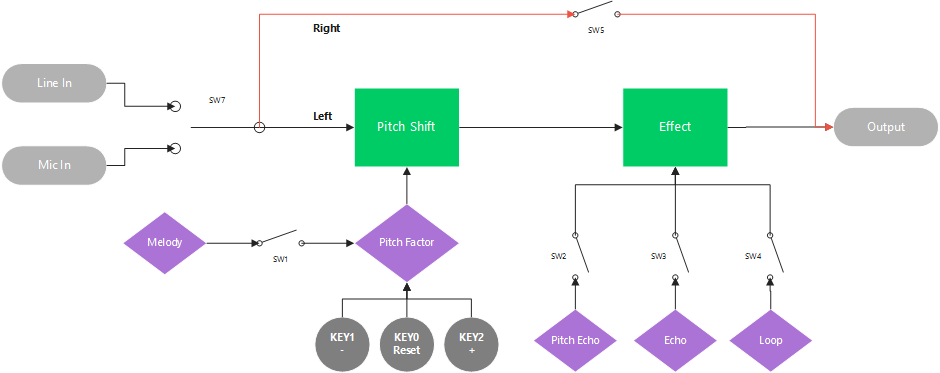 Right
SW5
Line In
SW7
Left
Pitch Shift
Effect
Output
Mic In
Melody
SW1
Pitch Factor
SW2
SW3
SW4
KEY1
-
KEY0
Reset
KEY2
+
Pitch Echo
Echo
Loop